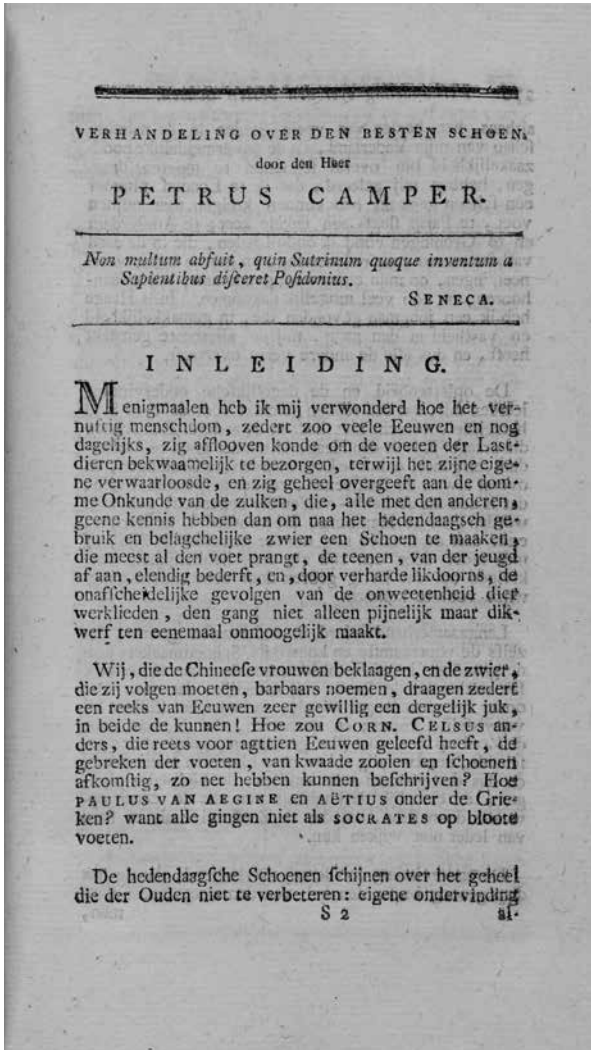 VERHANDELING OVER DEN BESTEN SCHOEN.
door den Heer
PETRUS CAMPER.
Non multum abfuit, quin Sutrinum quoque inventum a
Sapientibus diſceret Poſidonius.
SENECA.
INLEIDING.
Menigmaalen heb ik mij verwonderd hoe het ver-
nuftig menschdom, zedert zoo veele Eeuwen en nog
dagelijks, zig afflooven konde om de voeten der Last-
dieren bekwaamelijk te bezorgen, terwijl het zijne eige-
ne verwaarloosde, en zig geheel overgeeft aan de dom-
me Onkunde van de zulken, die, alle met den anderen,
geene kennis hebben dan om naa het hedendaagsch ge-
bruik en belagchelijke zwier een Schoen te maaken,
die meest al den voet prangt, de teenen, van der jeugd
af aan, elendig bederft, en, door verharde likdoorns, de
onafſcheidelijke gevolgen van de onweetenheid dier
werklieden, den gang niet alleen pijnelijk maar dik-
werf ten eenemaal onmoogelijk maakt.
Wij, die de Chineeſe vrouwen beklaagen, en de zwier,
die zij volgen moeten, barbaars noemen, draagen zedert
een reeks van Eeuwen zeer gewillig een dergelijk juk,
in beide de kunnen! Hoe zou CORN. CELSUS an-
ders, die reets voor agttien Eeuwen geleefd heeft, de
gebreken der voeten, van kwaade zoolen en ſchoenen
afkomſtig, zo net hebben kunnen beſchrijven? Hoe
PAULUS VAN AEGINE en AëTIUS onder de Grie-
ken? want alle gingen niet als SOCRATES op bloote
voeten.
De hedendaagſche Schoenen ſchijnen over het geheel
die der Ouden niet te verbeteren: eigene ondervinding
S 2 al-